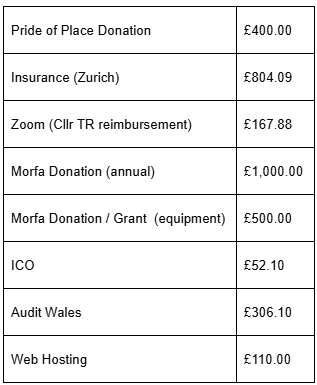 Pride of Place Donation £400.00
Insurance (Zurich) £804.09
Zoom (Cllr TR reimbursement) £167.88
Morfa Donation (annual) £1,000.00
Morfa Donation / Grant (equipment) £500.00
ICO £52.10
Audit Wales £306.10
Web Hosting £110.00